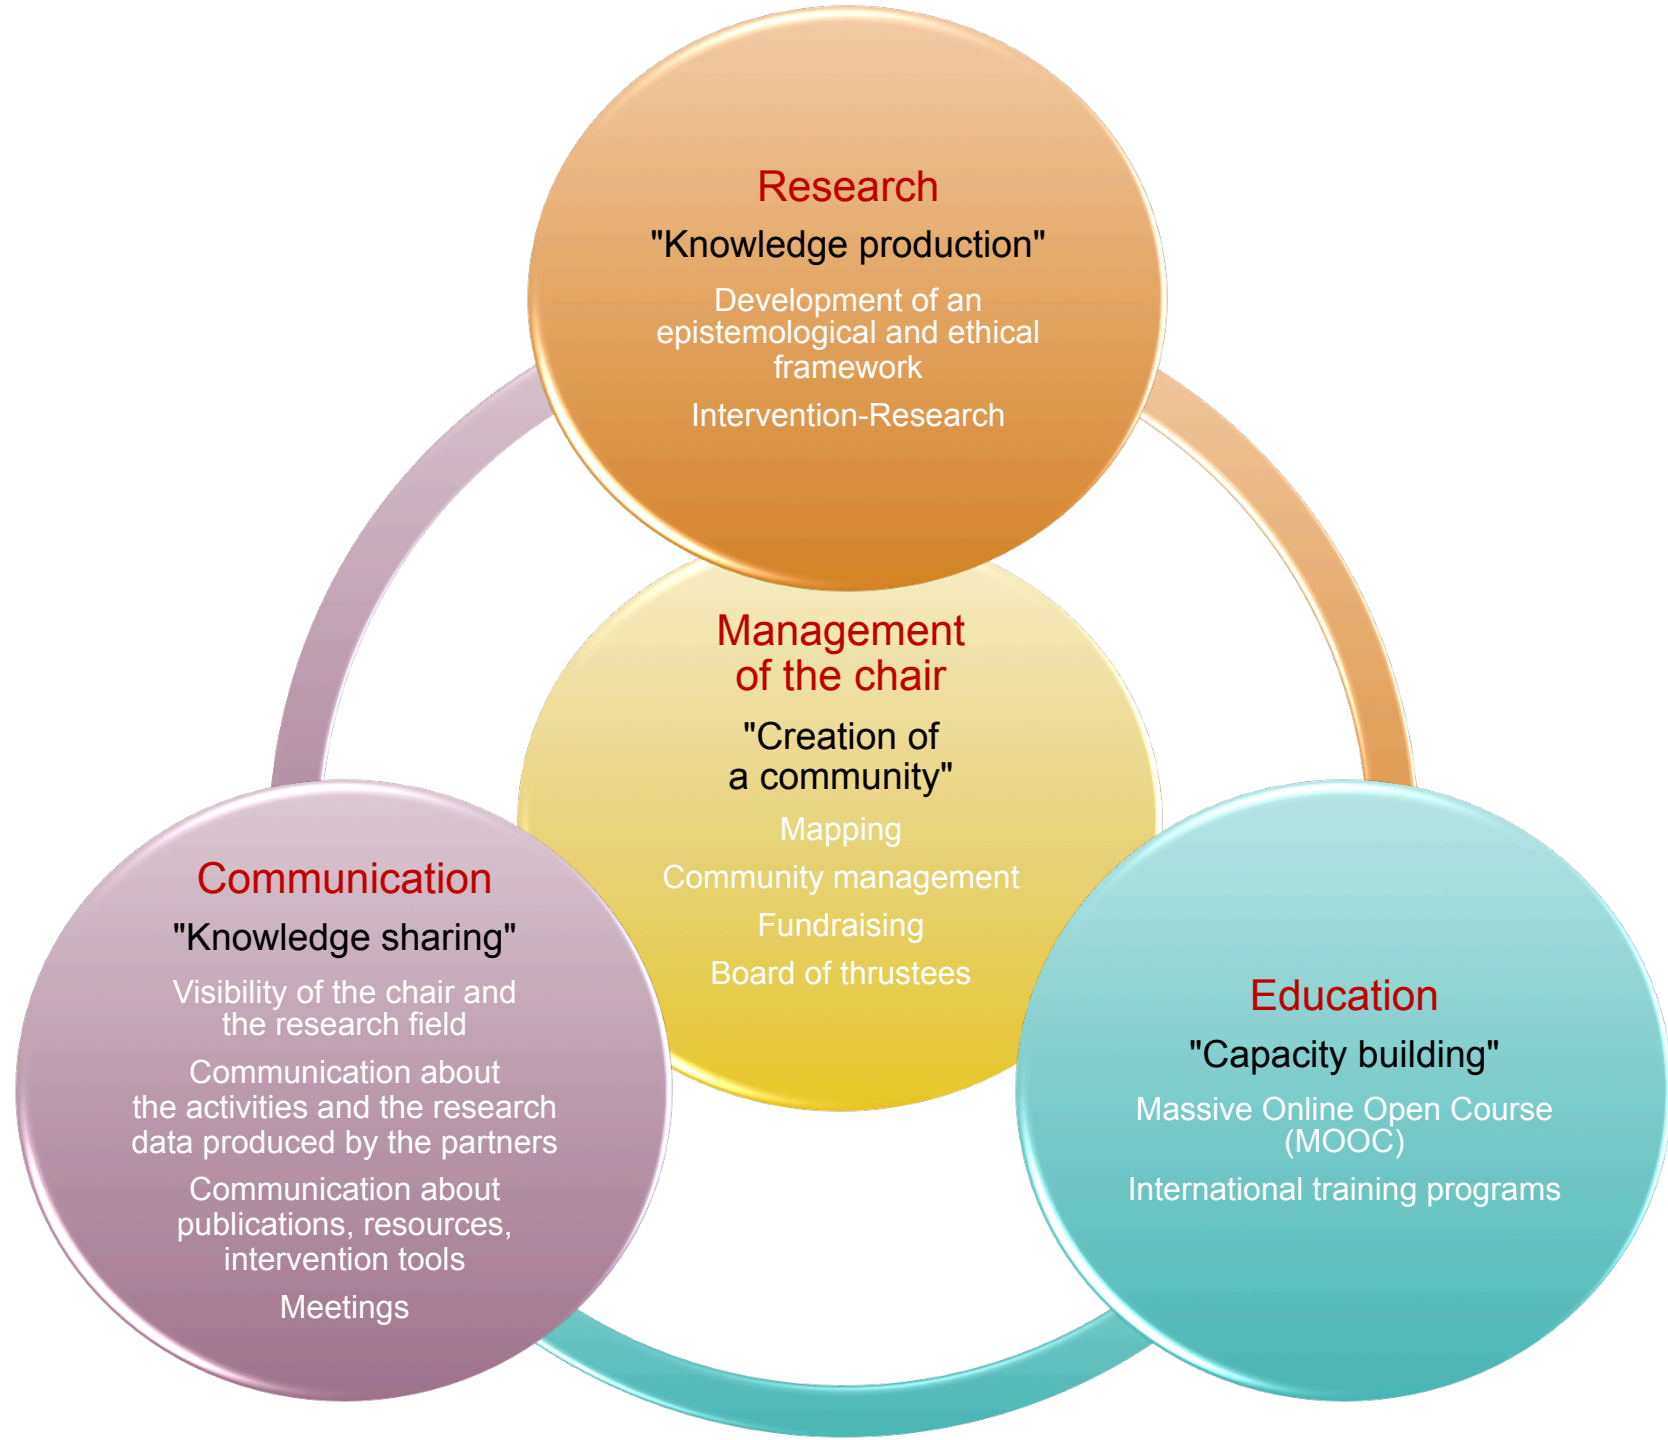 Research
"Knowledge production"
Development of an
epistemological and ethical
framework
Intervention-Research
Management
of the chair
"Creation of
a community"
Mapping
Community management
Fundraising
Board of thrustees
Communication
"Knowledge sharing"
Visibility of the chair and
the research field
Communication about
the activities and the research
data produced by the partners
Communication about
publications, resources,
intervention tools
Meetings
Education
"Capacity building"
Massive Online Open Course
(MOOC)
International training programs